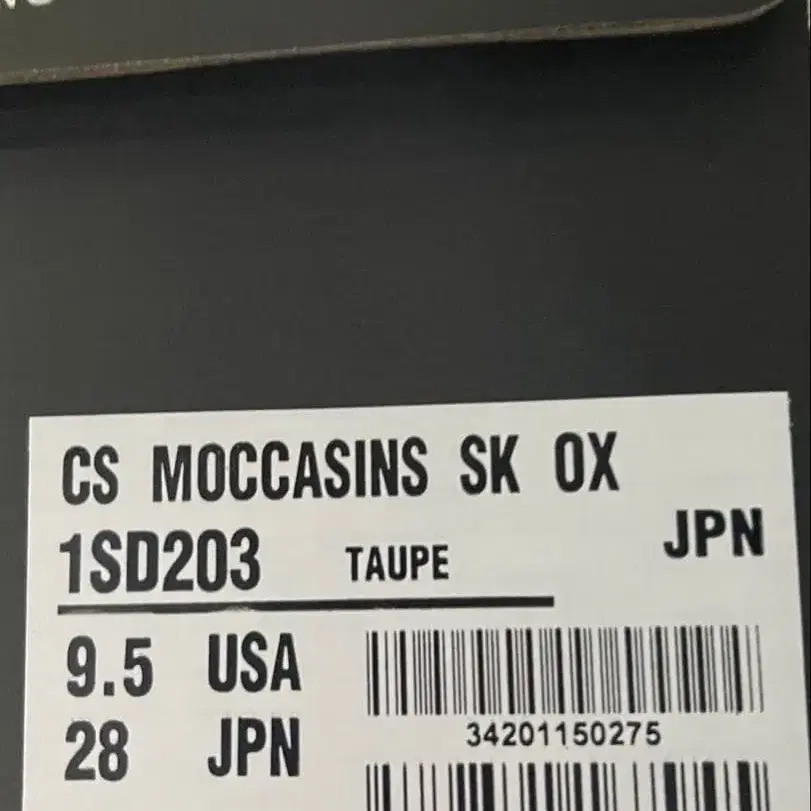 CS MOCCASINS SK OX
1SD203 TAUPE JPN
9.5 USA
28 JPN
34201150275